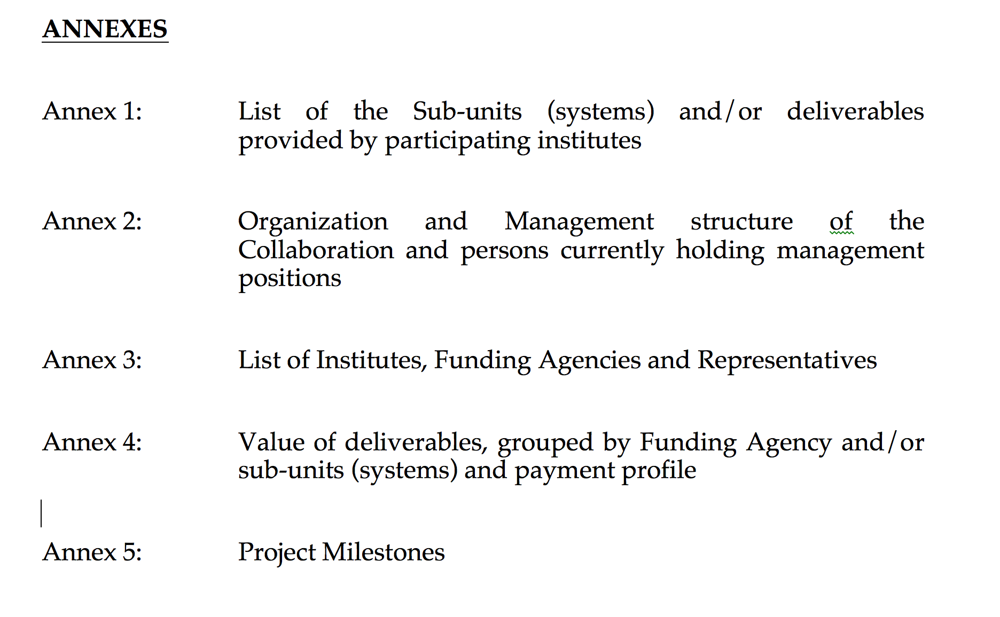 ANNEXES
Annex 1: List of the Sub-units (systems) and/or deliverables
provided by participating institutes
Annex 2: Organization and Management structure of the
Collaboration and persons currently holding management
positions
Annex 3: List of Institutes, Funding Agencies and Representatives
Annex 4: Value of deliverables, grouped by Funding Agency and/or
sub-units (systems) and payment profile
Annex 5: Project Milestones